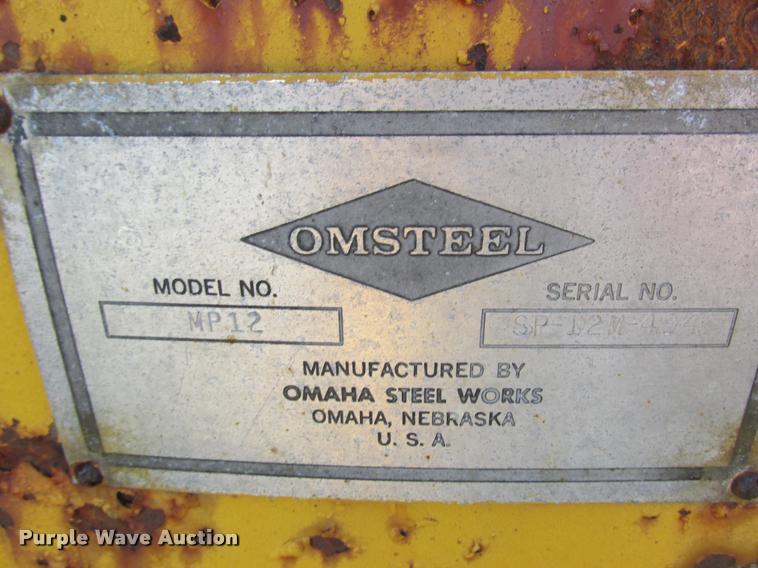 OMSTEEL
MODEL NO.
SERIAL NO.
MP12
MANUFACTURED BY
OMAHA STEEL WORKS
OMAHA, NEBRASKA
U. S. A.
Purple Wave Auction